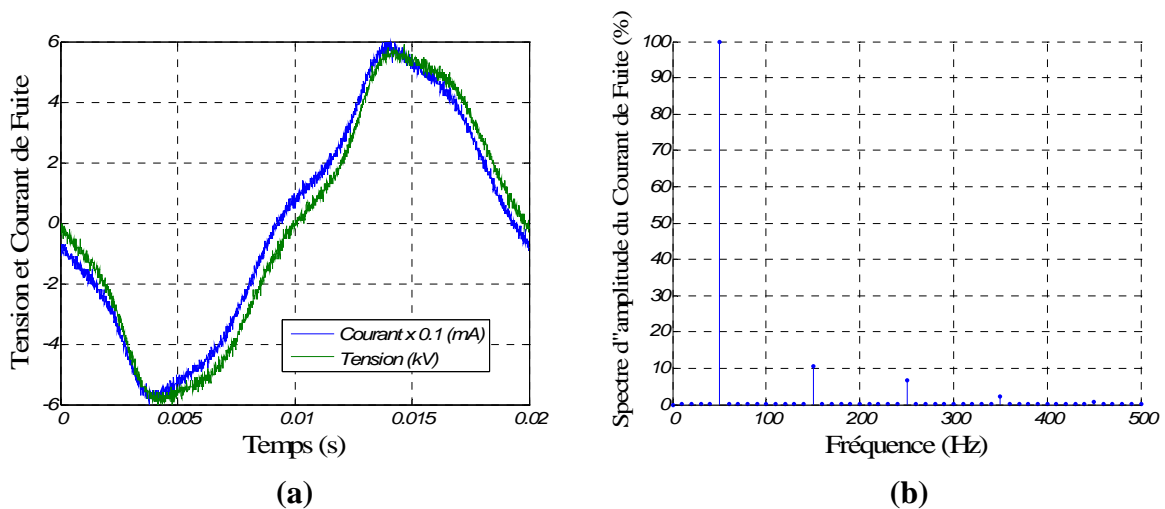 Tension et Courant de Fuite
6
4
2
0
-2
-4
-6
0 0.005 0.01 0.015 0.02
Temps (s)
Courant x 0.1 (mA)
Tension (kV)
(a)
Spectre d''amplitude du Courant de Fuite (%)
100
90
80
70
60
50
40
30
20
10
0
0 100 200 300 400 500
Fréquence (Hz)
(b)